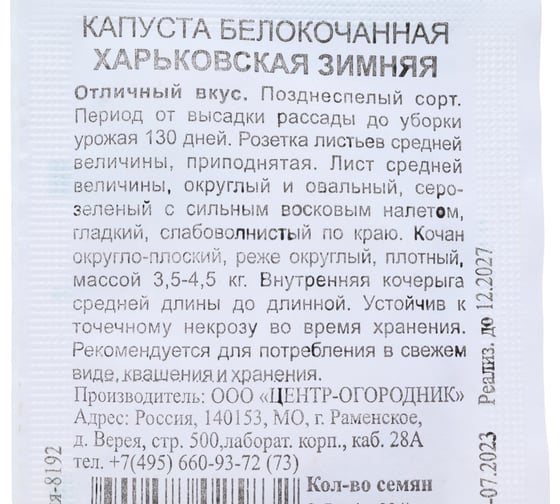 КАПУСТА БЕЛОКОЧАННАЯ
ХАРЬКОВСКАЯ ЗИМНЯЯ
Отличный вкус. Позднеспелый сорт.
Период от высадки рассады до уборки
урожая 130 дней. Розетка листьев средней
величины, приподнятая. Лист средней
величины, округлый и овальный, серо-
зеленый с сильным восковым налетом,
гладкий, слабоволнистый по краю. Кочан
округло-плоский, реже округлый, плотный,
массой 3,5-4,5 кг. Внутренняя кочерыга
средней длины до длинной. Устойчив к
точечному некрозу во время хранения.
Рекомендуется для потребления в свежем
виде, квашения и хранения.
Производитель: ООО «ЦЕНТР-ОГОРОДНИК»
Адрес: Россия, 140153, МО, г. Раменское,
д. Верея, стр. 500,лаборат. корп., каб. 28А
тел. +7(495) 660-93-72 (73)
Кол-во семян
Реализ. до 12.2027
07.2023
я-8192